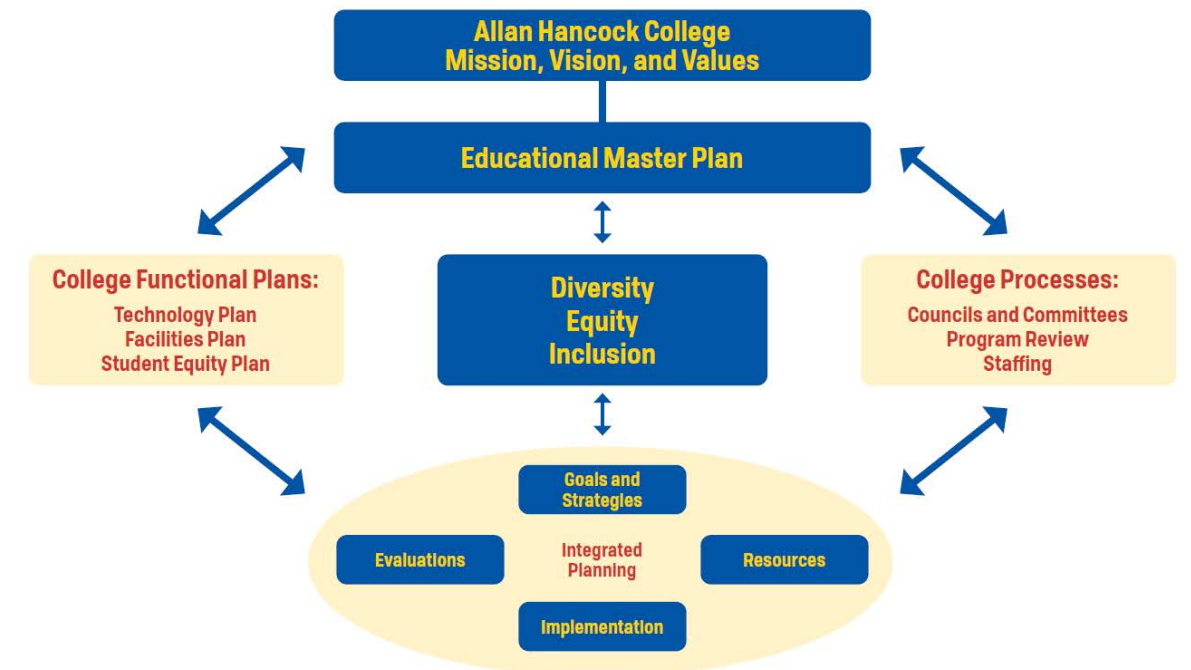 Allan Hancock College
Mission, Vision, and Values
Educational Master Plan
College Functional Plans:
Technology Plan
Facilities Plan
Student Equity Plan
Diversity
Equity
Inclusion
College Processes:
Councils and Committees
Program Review
Staffing
Goals and
Strategies
Evaluations
Integrated
Planning
Resources
Implementation